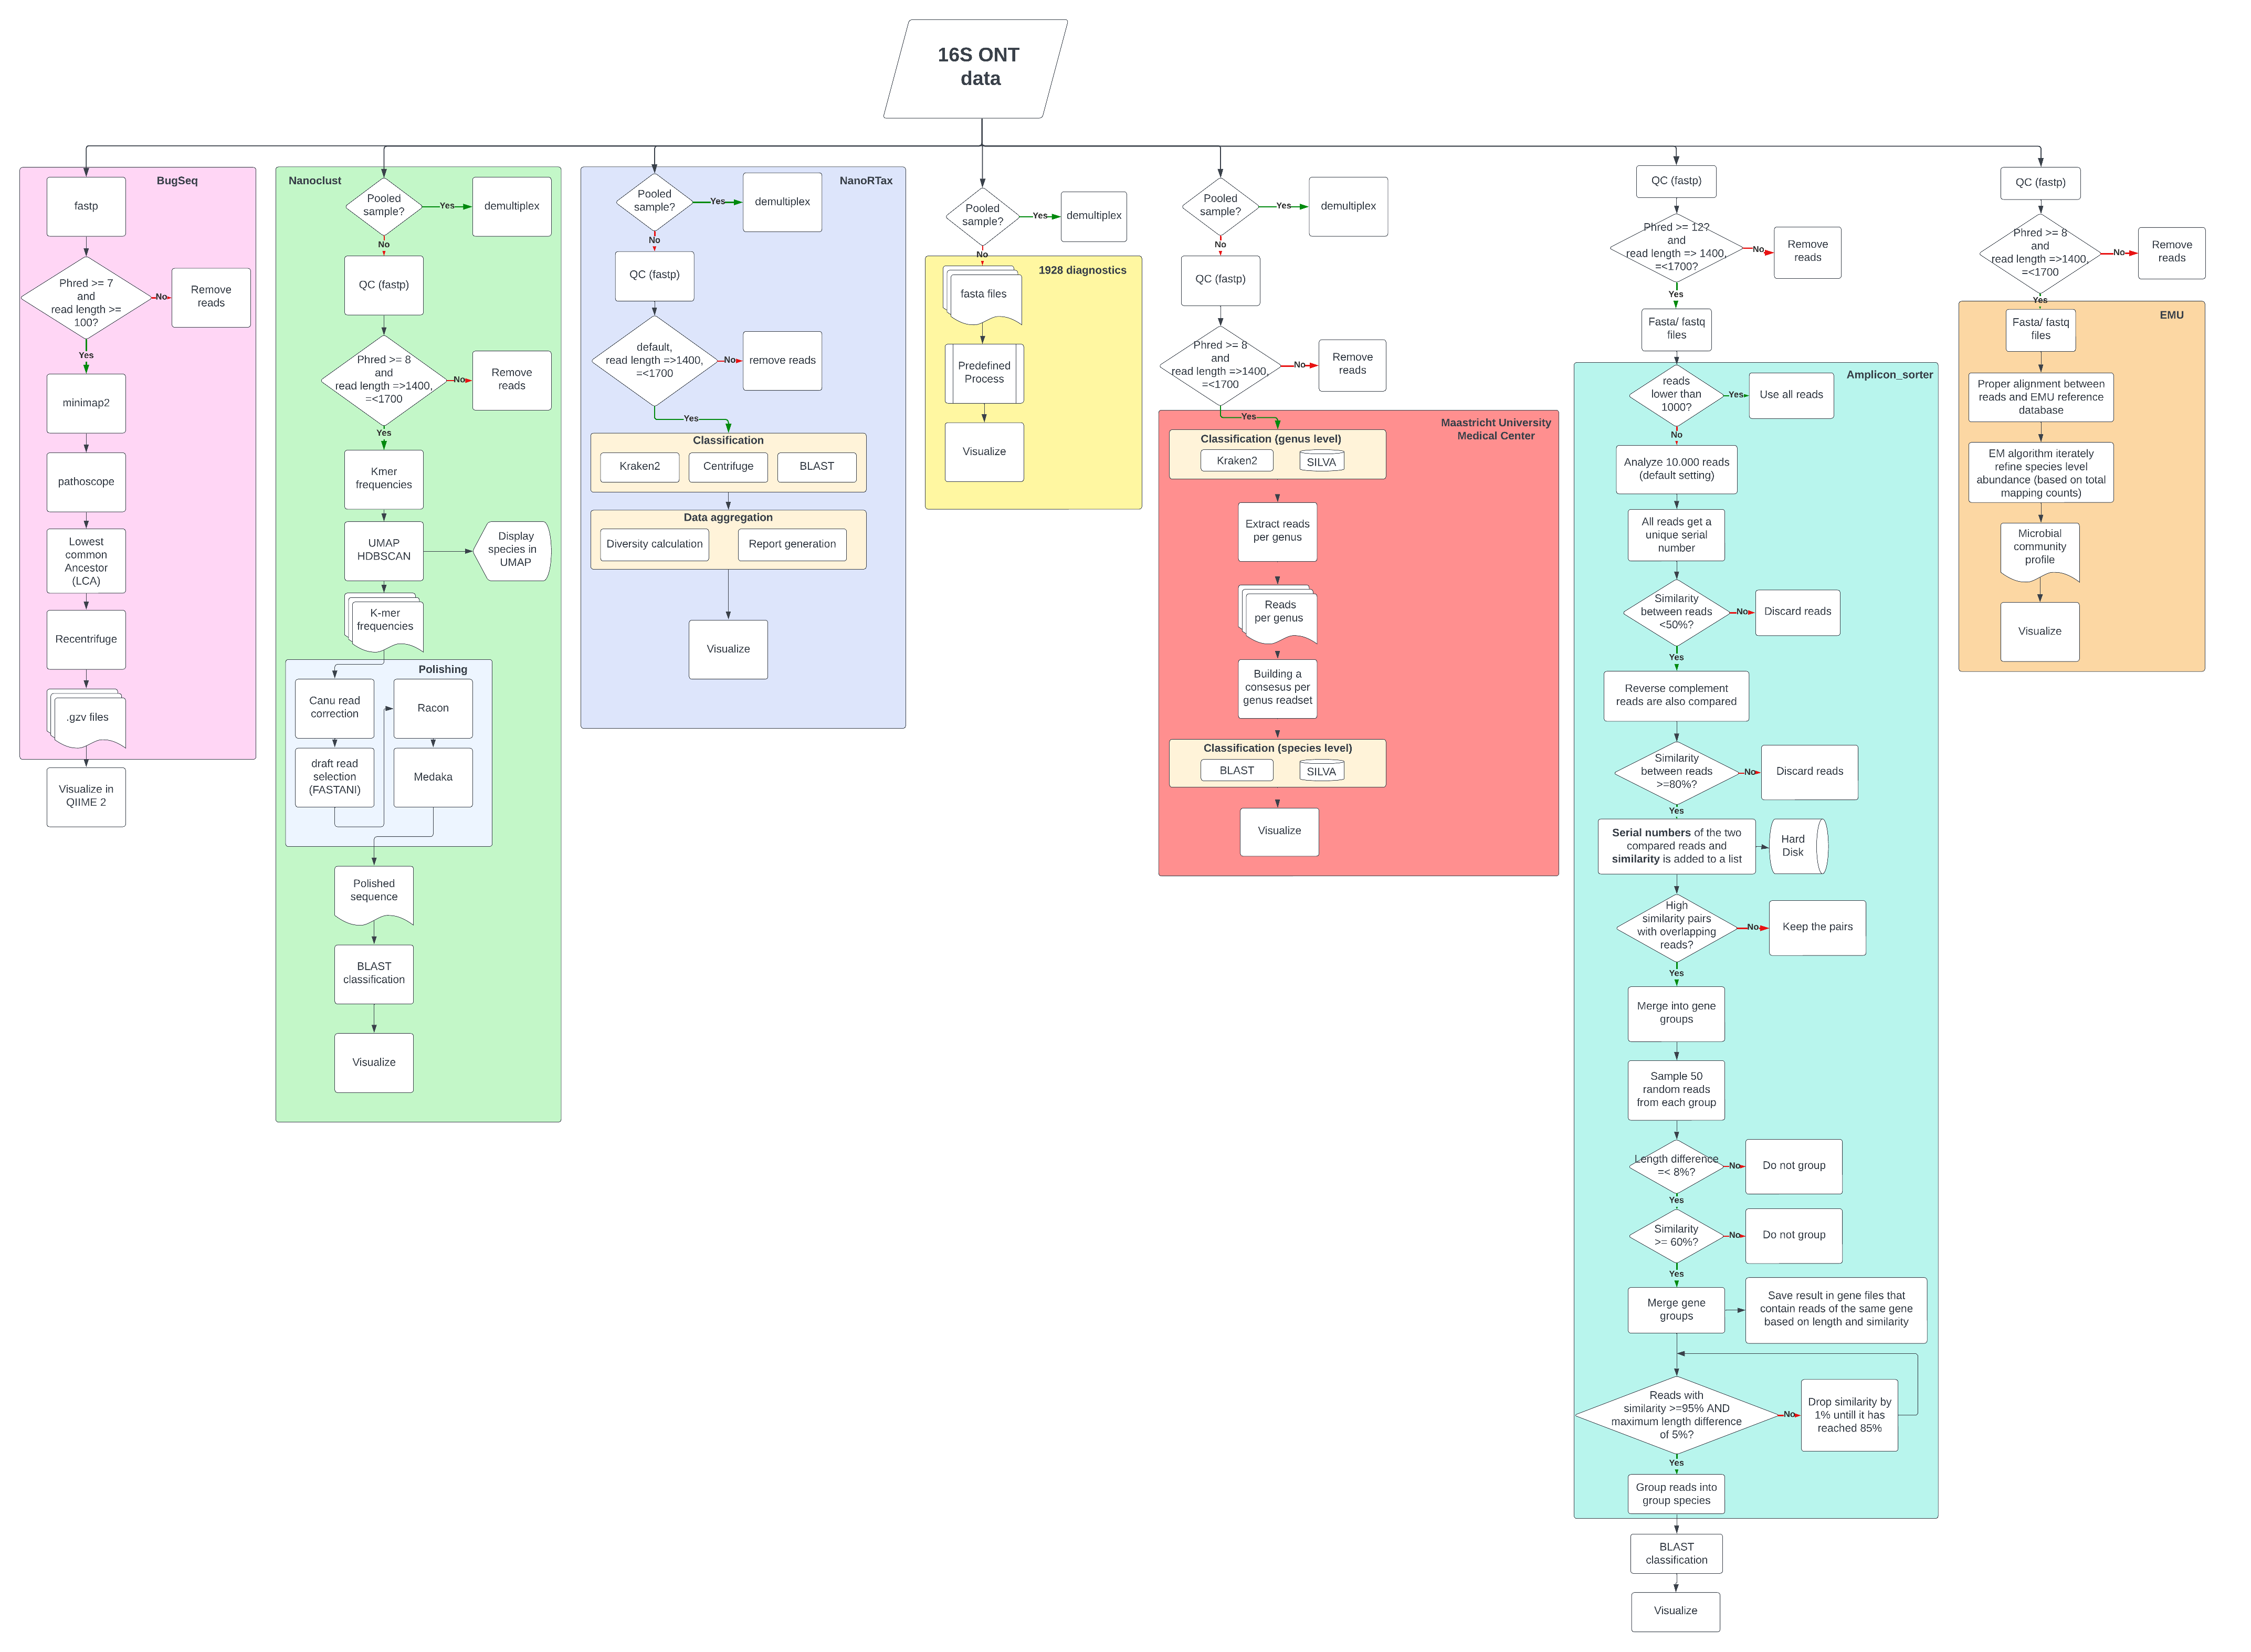 16S ONT
data
BugSeq
fastp
Phred >= 7
and
read length >=
100?
No
Remove
reads
Yes
minimap2
pathoscope
Lowest
common
Ancestor
(LCA)
Recentrifuge
.gzv files
Visualize in
QIIME 2
Nanoclust
Pooled
sample?
Yes
demultiplex
No
QC (fastp)
Phred >= 8
and
read length =>1400,
=<1700
No
Remove
reads
Yes
Kmer
frequencies
UMAP
HDBSCAN
Display
species in
UMAP
K-mer
frequencies
Polishing
Canu read
correction
Racon
draft read
selection
(FASTANI)
Medaka
Polished
sequence
BLAST
classification
Visualize
NanoRTax
Pooled
sample?
Yes
demultiplex
No
QC (fastp)
default,
read length =>1400,
=<1700
No
remove reads
Yes
Classification
Kraken2
Centrifuge
BLAST
Data aggregation
Diversity calculation
Report generation
Visualize
Pooled
sample?
Yes
demultiplex
No
1928 diagnostics
fasta files
Predefined
Process
Visualize
Pooled
sample?
Yes
demultiplex
No
QC (fastp)
Phred >= 8
and
read length =>1400,
=<1700
No
Remove
reads
Yes
Maastricht University
Medical Center
Classification (genus level)
Kraken2
SILVA
Extract reads
per genus
Reads
per genus
Building a
consesus per
genus readset
Classification (species level)
BLAST
SILVA
Visualize
QC (fastp)
Phred >= 12?
and
read length => 1400,
=<1700?
No
Remove
reads
Yes
Fasta/ fastq
files
Amplicon_sorter
reads
lower than
1000?
Yes
Use all reads
No
Analyze 10.000 reads
(default setting)
All reads get a
unique serial
number
Similarity
between reads
<50%?
No
Discard reads
Yes
Reverse complement
reads are also compared
Similarity
between reads
>=80%?
No
Discard reads
Yes
Serial numbers of the two
compared reads and
similarity is added to a list
Hard
Disk
High
similarity pairs
with overlapping
reads?
No
Keep the pairs
Yes
Merge into gene
groups
Sample 50
random reads
from each group
Length difference
=< 8%?
No
Do not group
Yes
Similarity
>= 60%?
No
Do not group
Yes
Merge gene
groups
Save result in gene files that
contain reads of the same gene
based on length and similarity
Reads with
similarity >=95% AND
maximum length difference
of 5%?
No
Drop similarity by
1% untill it has
reached 85%
Yes
Group reads into
group species
BLAST
classification
Visualize
QC (fastp)
Phred >= 8
and
read length =>1400,
=<1700
No
Remove
reads
Yes
EMU
Fasta/ fastq
files
Proper alignment between
reads and EMU reference
database
EM algorithm iterately
refine species level
abundance (based on total
mapping counts)
Microbial
community
profile
Visualize